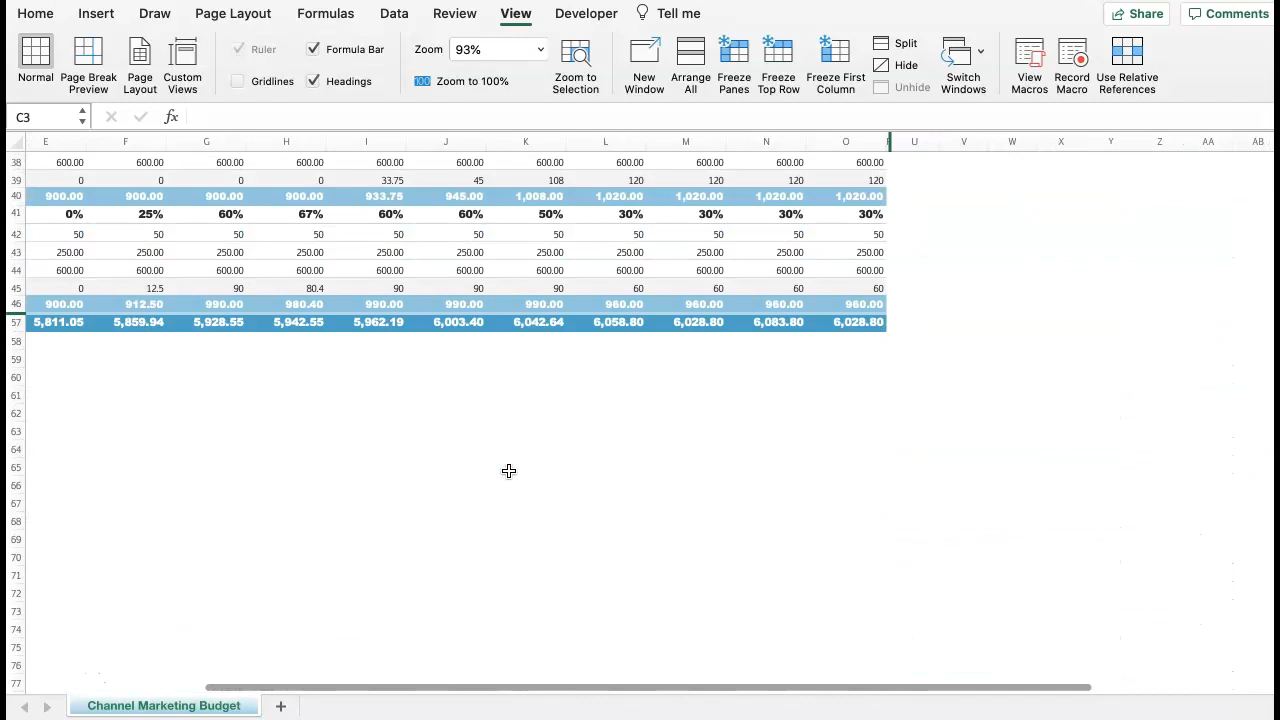 Home Insert Draw Page Layout Formulas Data Review View Developer Tell me Share Comments
Ruler Formula Bar Zoom 93% Split
Normal Page Break Preview Page Layout Custom Views Gridlines Headings 100 Zoom to 100% Zoom to Selection New Window Arrange All Freeze Panes Freeze Top Row Freeze First Column Hide Unhide Switch Windows View Macros Record Macro Use Relative References
C3 fx
E F G H I J K L M N O U V W X Y Z AA AB
38 600.00 600.00 600.00 600.00 600.00 600.00 600.00 600.00 600.00 600.00 600.00
39 0 0 0 0 33.75 45 108 120 120 120 120
40 900.00 900.00 900.00 900.00 933.75 945.00 1,008.00 1,020.00 1,020.00 1,020.00 1,020.00
41 0% 25% 60% 67% 60% 60% 50% 30% 30% 30% 30%
42 50 50 50 50 50 50 50 50 50 50 50
43 250.00 250.00 250.00 250.00 250.00 250.00 250.00 250.00 250.00 250.00 250.00
44 600.00 600.00 600.00 600.00 600.00 600.00 600.00 600.00 600.00 600.00 600.00
45 0 12.5 90 80.4 90 90 90 60 60 60 60
46 900.00 912.50 990.00 980.40 990.00 990.00 990.00 960.00 960.00 960.00 960.00
57 5,811.05 5,859.94 5,928.55 5,942.55 5,962.19 6,003.40 6,042.64 6,058.80 6,028.80 6,083.80 6,028.80
58
59
60
61
62
63
64
65
66
67
68
69
70
71
72
73
74
75
76
77
Channel Marketing Budget